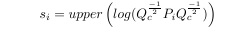 $s_i = upper\left(log(Q_c^{\frac{-1}{2}} P_i Q_c^{\frac{-1}{2}})\right)$